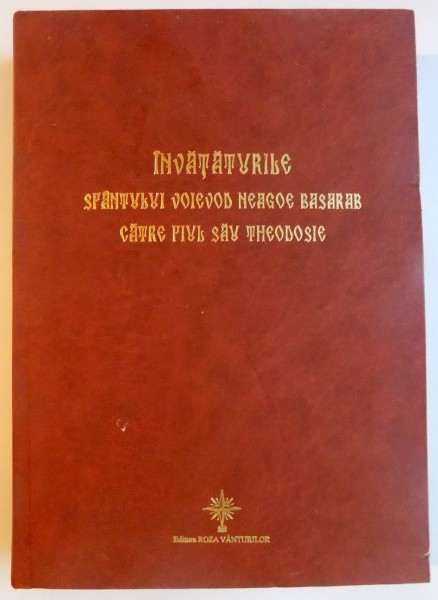 ÎNVĂȚĂTURILE
SFÂNTULUI VOIEVOD NEAGOE BASARAB
CĂTRE FIUL SĂU THEODOSIE
Editura ROZA VÂNTURILOR